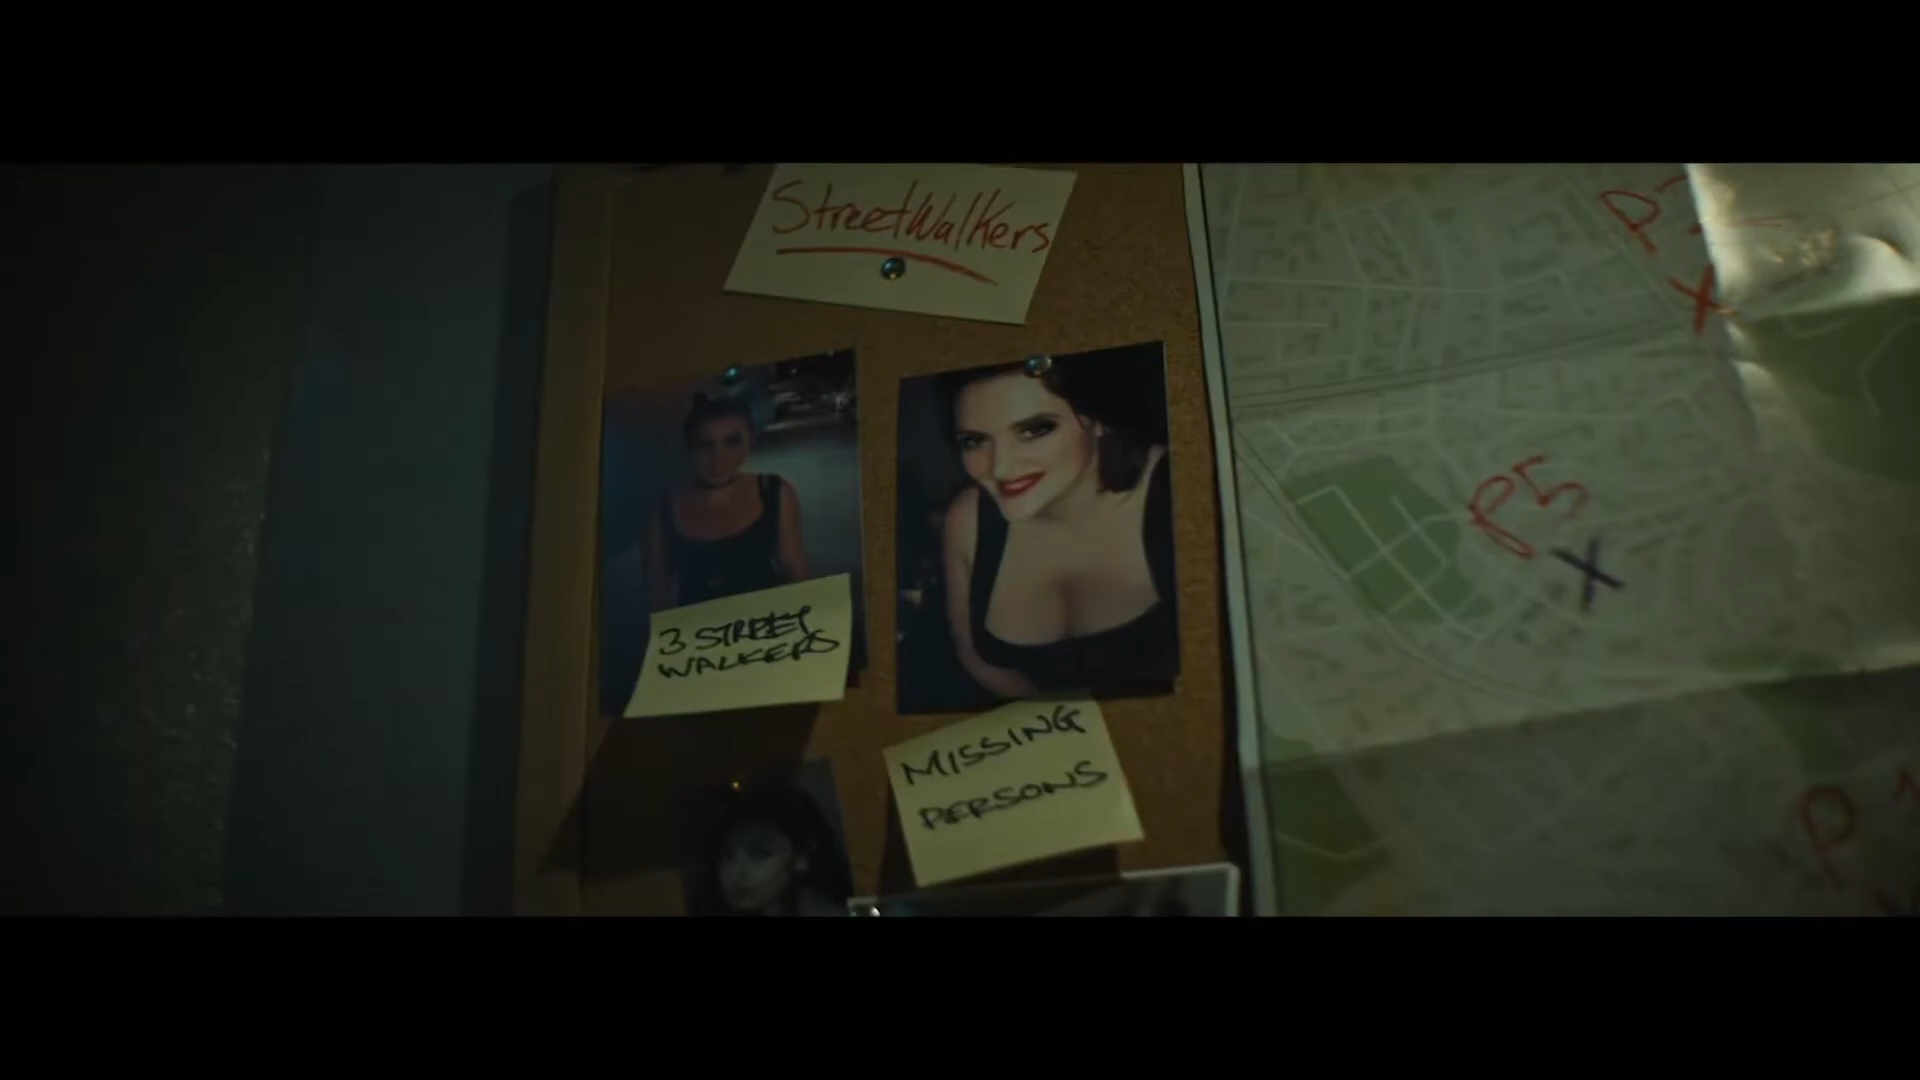 StreetWalkers
3 STREET
WALKERS
MISSING
PERSONS
P5
X
X
P